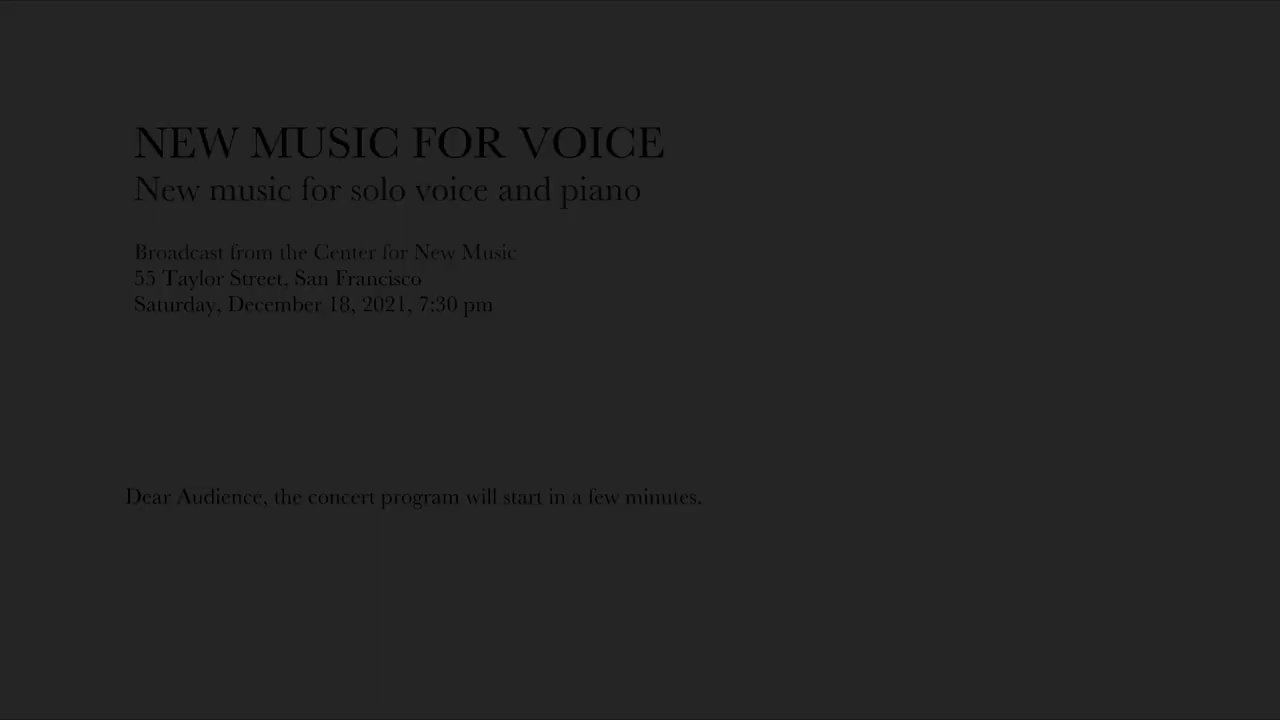 NEW MUSIC FOR VOICE
New music for solo voice and piano
Broadcast from the Center for New Music
55 Taylor Street, San Francisco
Saturday, December 18, 2021, 7:30 pm
Dear Audience, the concert program will start in a few minutes.